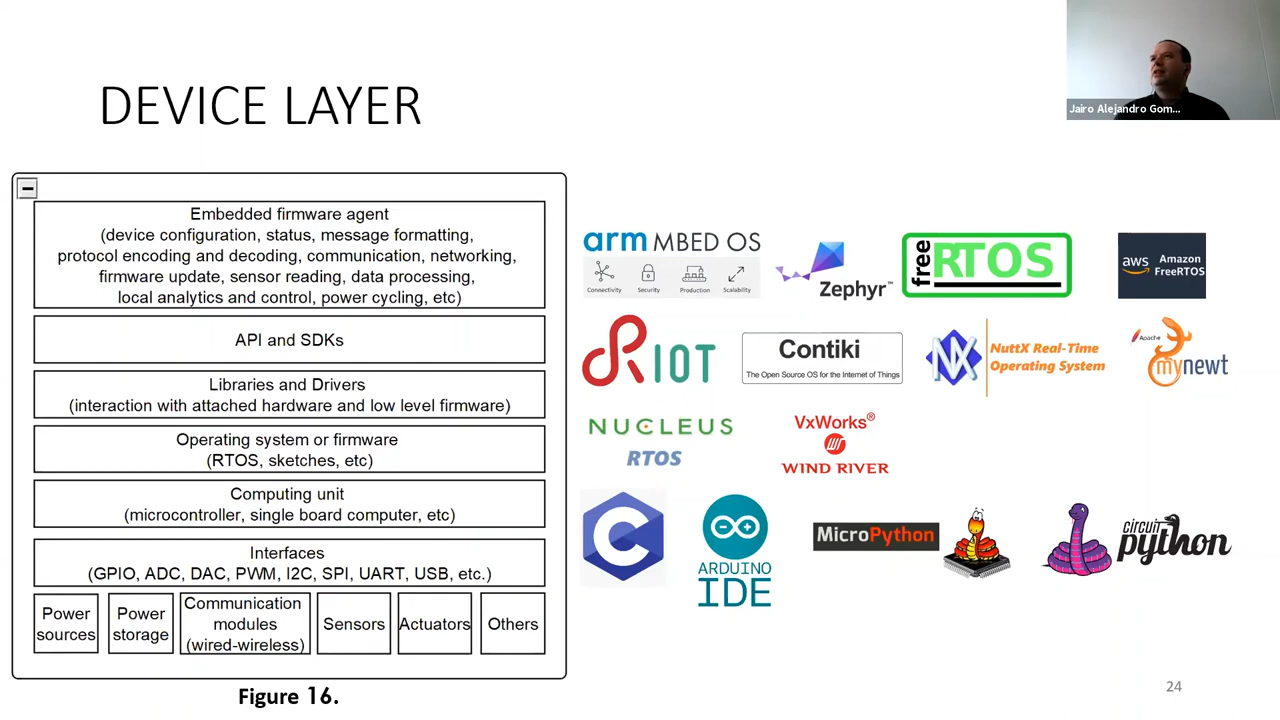 DEVICE LAYER
Jairo Alejandro Gom...
Embedded firmware agent
(device configuration, status, message formatting,
protocol encoding and decoding, communication, networking,
firmware update, sensor reading, data processing,
local analytics and control, power cycling, etc)
API and SDKs
Libraries and Drivers
(interaction with attached hardware and low level firmware)
Operating system or firmware
(RTOS, sketches, etc)
Computing unit
(microcontroller, single board computer, etc)
Interfaces
(GPIO, ADC, DAC, PWM, I2C, SPI, UART, USB, etc.)
Power
sources
Power
storage
Communication
modules
(wired-wireless)
Sensors
Actuators
Others
Figure 16.
arm MBED OS
Connectivity Security Production Scalability
Zephyr™
free RTOS
aws Amazon
FreeRTOS
RIOT
Contiki
The Open Source OS for the Internet of Things
NX
NuttX Real-Time
Operating System
Apache
mynewt
NUCLEUS
RTOS
VxWorks®
WIND RIVER
C
ARDUINO
IDE
MicroPython
circuit
python
24